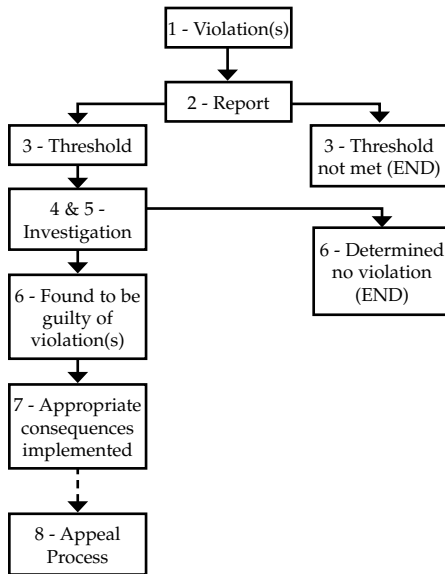 1 - Violation(s)
2 - Report
3 - Threshold
3 - Threshold
not met (END)
4 & 5 -
Investigation
6 - Determined
no violation
(END)
6 - Found to be
guilty of
violation(s)
7 - Appropriate
consequences
implemented
8 - Appeal
Process